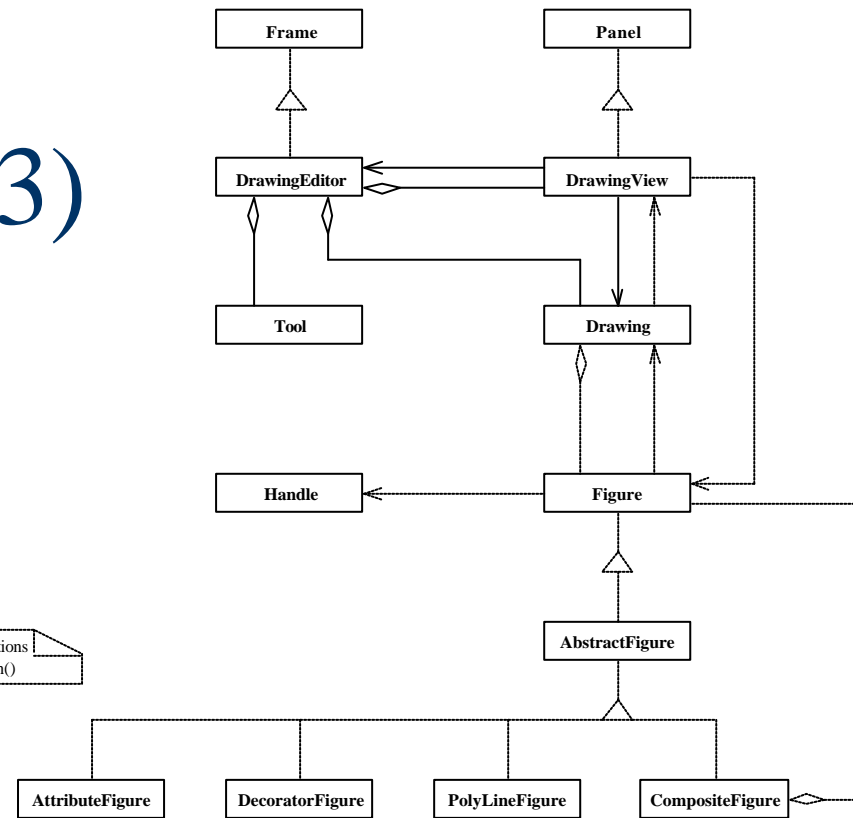 Frame
Panel
3)
DrawingEditor
DrawingView
Tool
Drawing
Handle
Figure
AbstractFigure
AttributeFigure
DecoratorFigure
PolyLineFigure
CompositeFigure